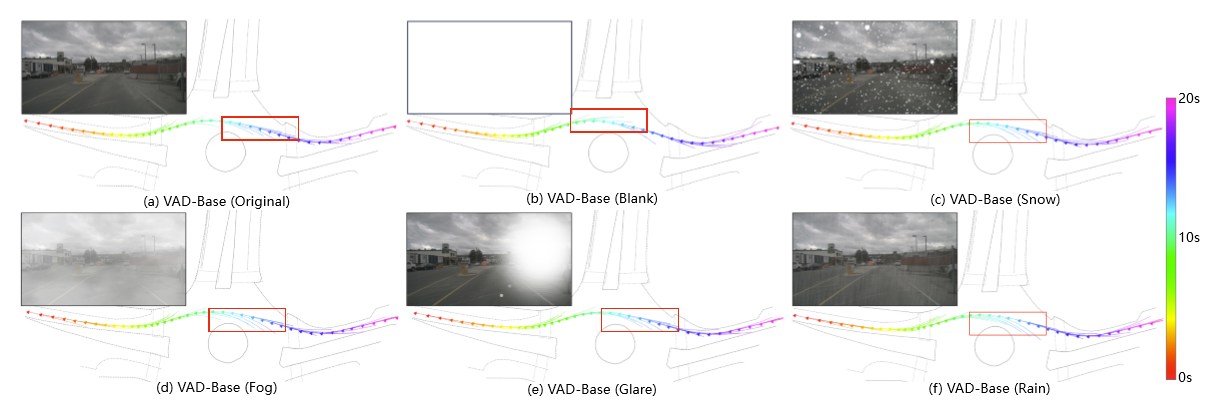 20s
(a) VAD-Base (Original)
(b) VAD-Base (Blank)
(c) VAD-Base (Snow)
10s
0s
(d) VAD-Base (Fog)
(e) VAD-Base (Glare)
(f) VAD-Base (Rain)